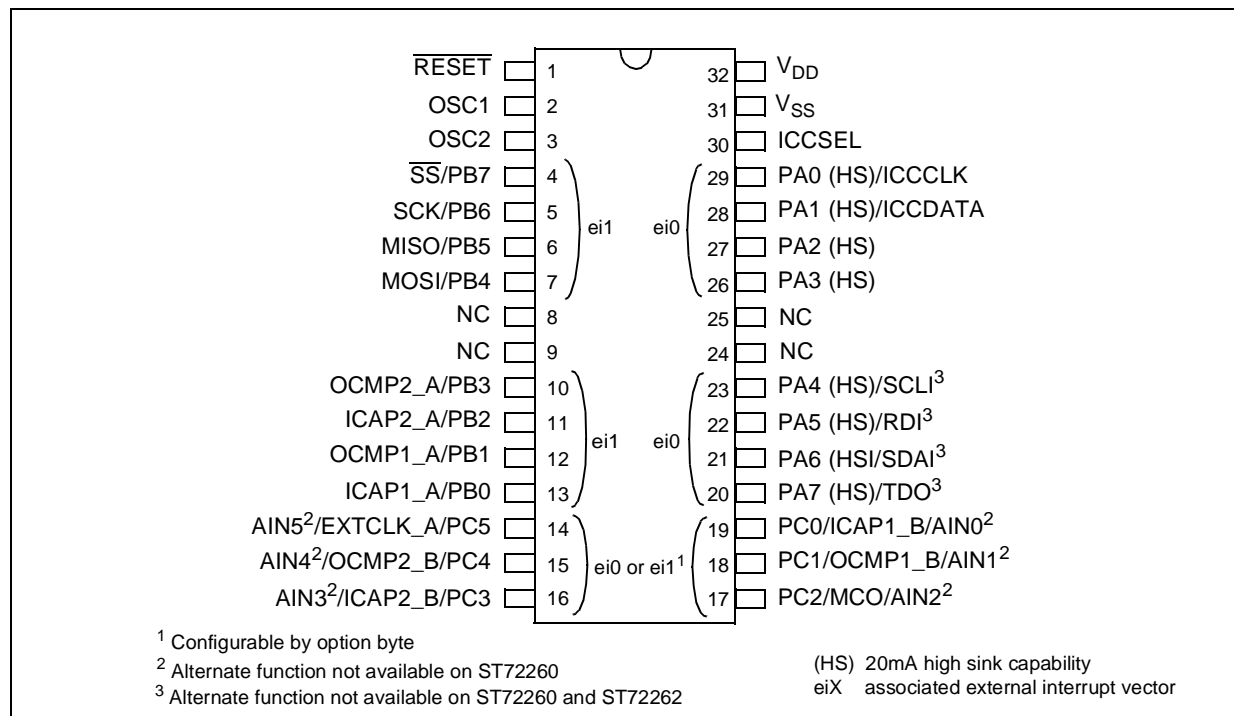 RESET 1 32 VDD
OSC1 2 31 VSS
OSC2 3 30 ICCSEL
SS/PB7 4 29 PA0 (HS)/ICCCLK
SCK/PB6 5 28 PA1 (HS)/ICCDATA
ei1 ei0
MISO/PB5 6 27 PA2 (HS)
MOSI/PB4 7 26 PA3 (HS)
NC 8 25 NC
NC 9 24 NC
OCMP2_A/PB3 10 23 PA4 (HS)/SCLI³
ICAP2_A/PB2 11 22 PA5 (HS)/RDI³
ei1 ei0
OCMP1_A/PB1 12 21 PA6 (HSI/SDAI³
ICAP1_A/PB0 13 20 PA7 (HS)/TDO³
AIN5²/EXTCLK_A/PC5 14 19 PC0/ICAP1_B/AIN0²
AIN4²/OCMP2_B/PC4 15 ei0 or ei1¹ 18 PC1/OCMP1_B/AIN1²
AIN3²/ICAP2_B/PC3 16 17 PC2/MCO/AIN2²
¹ Configurable by option byte
² Alternate function not available on ST72260
³ Alternate function not available on ST72260 and ST72262
(HS) 20mA high sink capability
eiX associated external interrupt vector